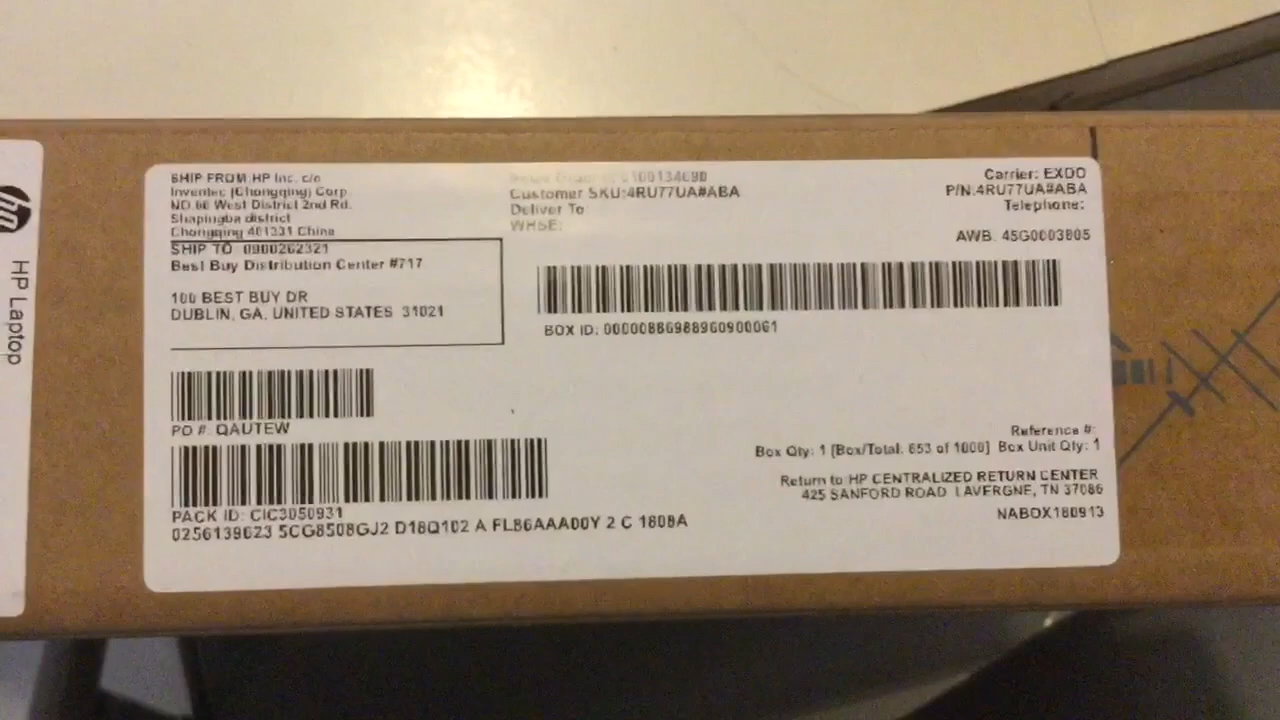 hp
HP Laptop
SHIP FROM:HP Inc. c/o
Inventec (Chongqing) Corp.
NO.66 West District 2nd Rd.
Shapingba district
Chongqing 401331 China
SHIP TO 0900262321
Best Buy Distribution Center #717
100 BEST BUY DR
DUBLIN, GA, UNITED STATES 31021
Customer SKU:4RU77UA#ABA
Deliver To:
WHSE:
Carrier: EXDO
P/N:4RU77UA#ABA
Telephone:
AWB: 45G0003805
BOX ID: 00000886988960900061
PO #: QAUTEW
PACK ID: CIC3050931
0256139623 5CG8508GJ2 D18Q102 A FL86AAA00Y 2 C 1808A
Reference #:
Box Qty: 1 [Box/Total: 653 of 1000] Box Unit Qty: 1
Return to HP CENTRALIZED RETURN CENTER
425 SANFORD ROAD LAVERGNE, TN 37086
NABOX180913